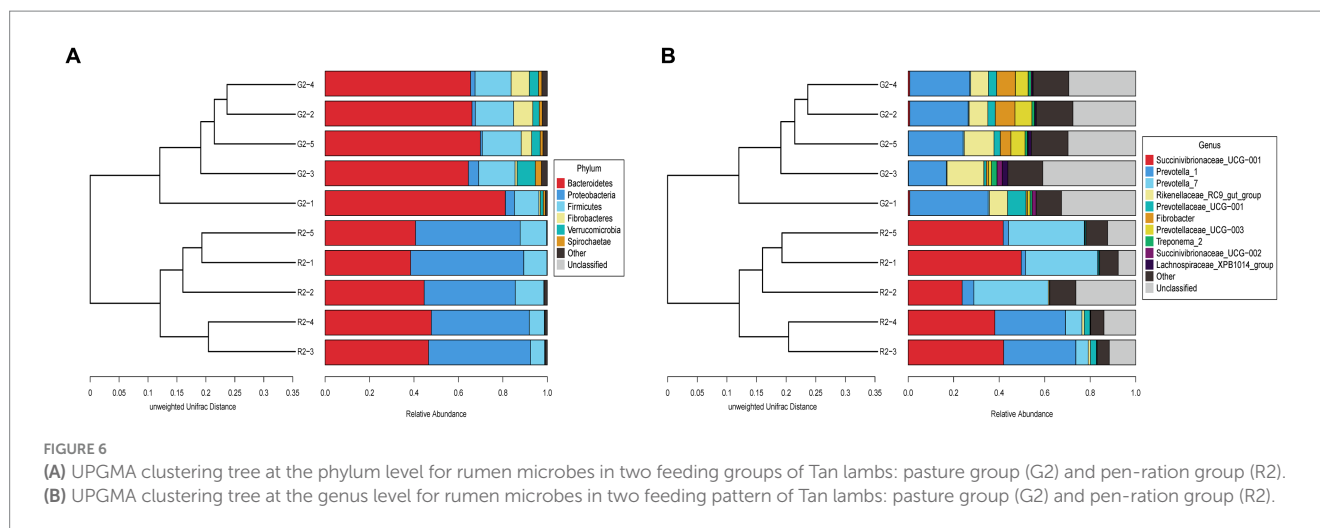 A
G2-4
G2-2
G2-5
G2-3
G2-1
R2-5
R2-1
R2-2
R2-4
R2-3
0 0.05 0.1 0.15 0.2 0.25 0.3 0.35
unweighted Unifrac Distance
0.0 0.2 0.4 0.6 0.8 1.0
Relative Abundance
Phylum
Bacteroidetes
Proteobacteria
Firmicutes
Fibrobacteres
Verrucomicrobia
Spirochaetae
Other
Unclassified
B
G2-4
G2-2
G2-5
G2-3
G2-1
R2-5
R2-1
R2-2
R2-4
R2-3
0 0.05 0.1 0.15 0.2 0.25 0.3 0.35
unweighted Unifrac Distance
0.0 0.2 0.4 0.6 0.8 1.0
Relative Abundance
Genus
Succinivibrionaceae_UCG-001
Prevotella_1
Prevotella_7
Rikenellaceae_RC9_gut_group
Prevotellaceae_UCG-001
Fibrobacter
Prevotellaceae_UCG-003
Treponema_2
Succinivibrionaceae_UCG-002
Lachnospiraceae_XPB1014_group
Other
Unclassified
FIGURE 6
(A) UPGMA clustering tree at the phylum level for rumen microbes in two feeding groups of Tan lambs: pasture group (G2) and pen-ration group (R2).
(B) UPGMA clustering tree at the genus level for rumen microbes in two feeding pattern of Tan lambs: pasture group (G2) and pen-ration group (R2).